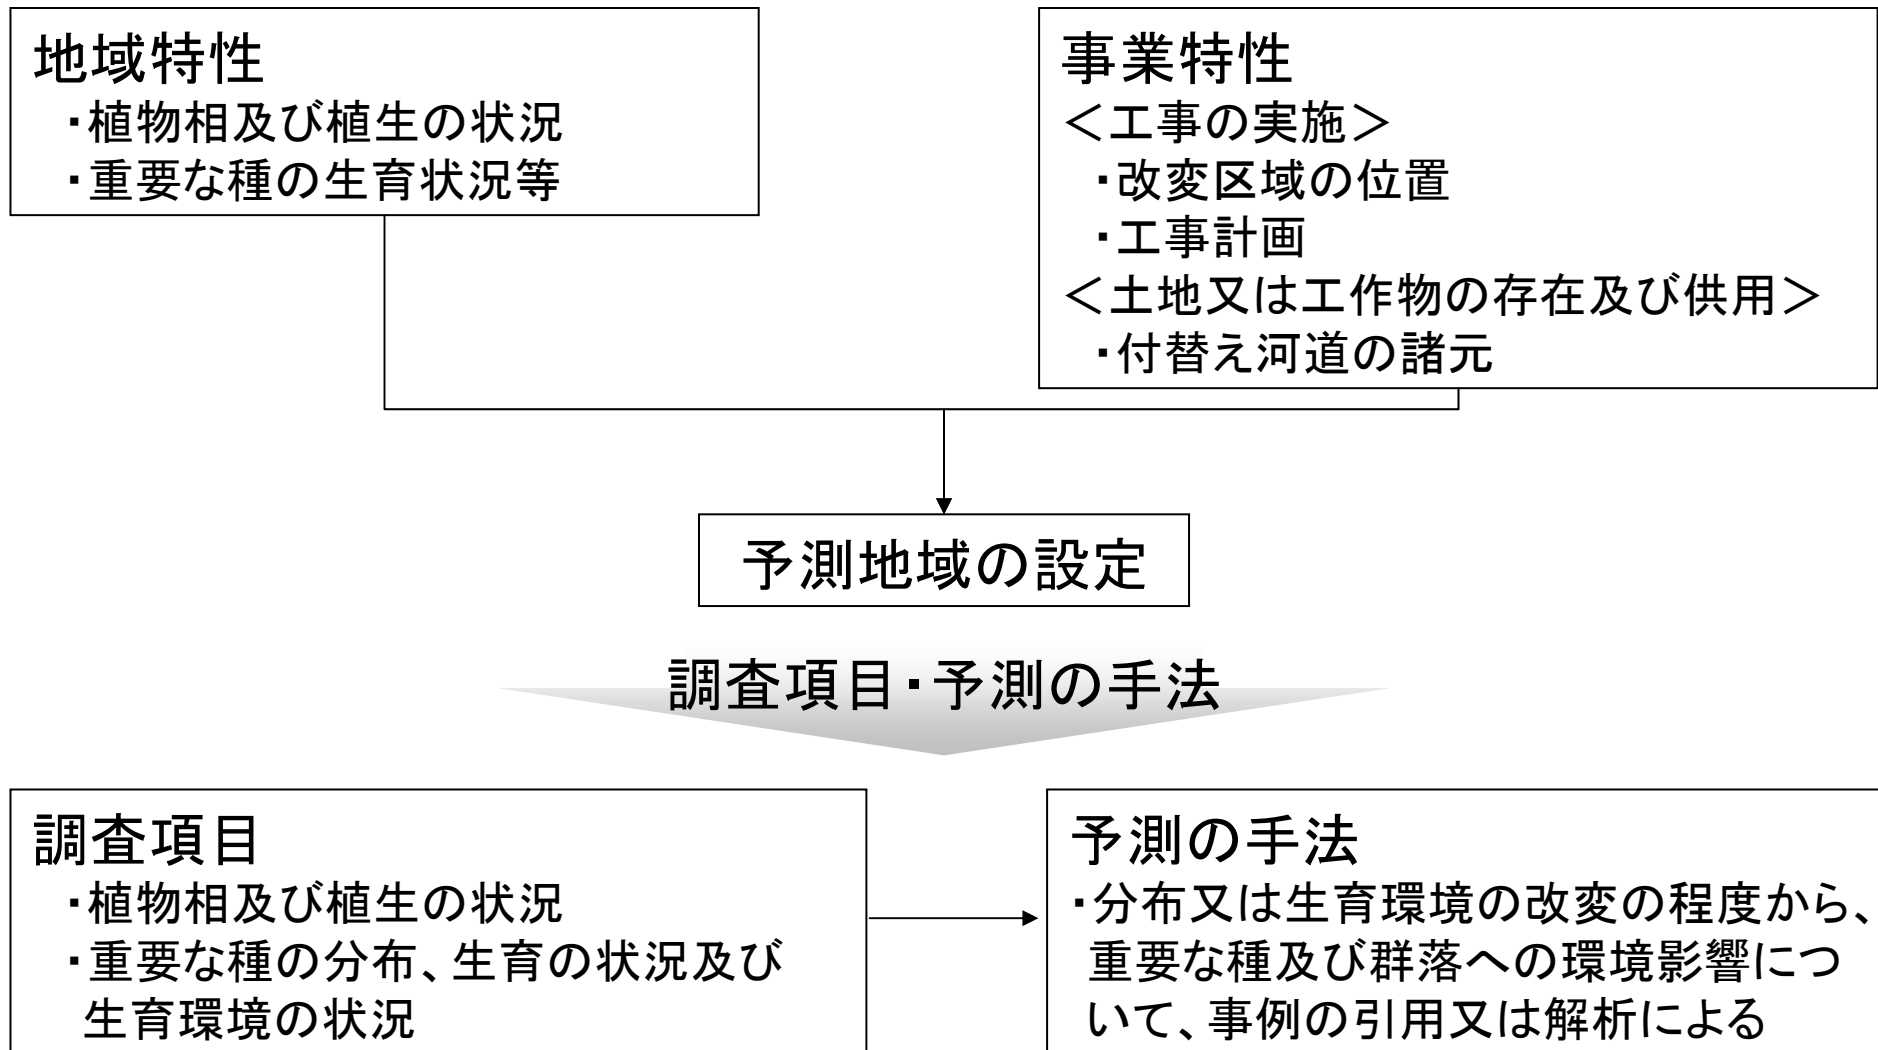 地域特性
・植物相及び植生の状況
・重要な種の生育状況等
事業特性
＜工事の実施＞
・改変区域の位置
・工事計画
＜土地又は工作物の存在及び供用＞
・付替え河道の諸元
予測地域の設定
調査項目・予測の手法
調査項目
・植物相及び植生の状況
・重要な種の分布、生育の状況及び
生育環境の状況
予測の手法
・分布又は生育環境の改変の程度から、
重要な種及び群落への環境影響につ
いて、事例の引用又は解析による